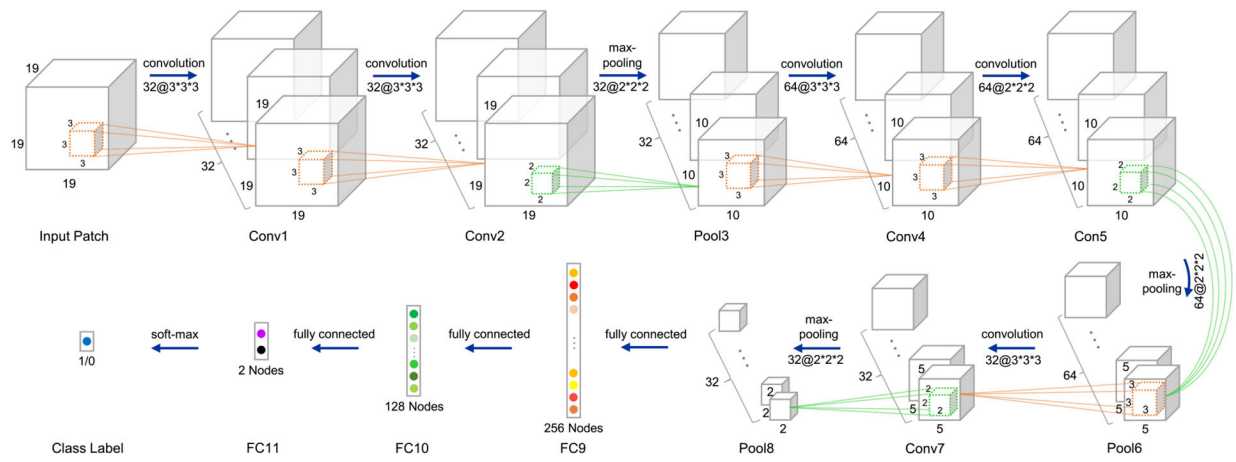 19
19
19
3
3
3
Input Patch
convolution
32@3*3*3
32
19
19
19
3
3
3
Conv1
convolution
32@3*3*3
32
19
19
19
2
2
2
Conv2
max-
pooling
32@2*2*2
32
10
10
10
3
3
3
Pool3
convolution
64@3*3*3
64
10
10
10
3
3
3
Conv4
convolution
64@2*2*2
64
10
10
10
2
2
2
Con5
max-
pooling
64@2*2*2
64
5
5
5
3
3
3
Pool6
convolution
32@3*3*3
32
5
5
5
2
2
2
Conv7
max-
pooling
32@2*2*2
32
2
2
2
Pool8
fully connected
256 Nodes
FC9
fully connected
128 Nodes
FC10
fully connected
2 Nodes
FC11
soft-max
1/0
Class Label